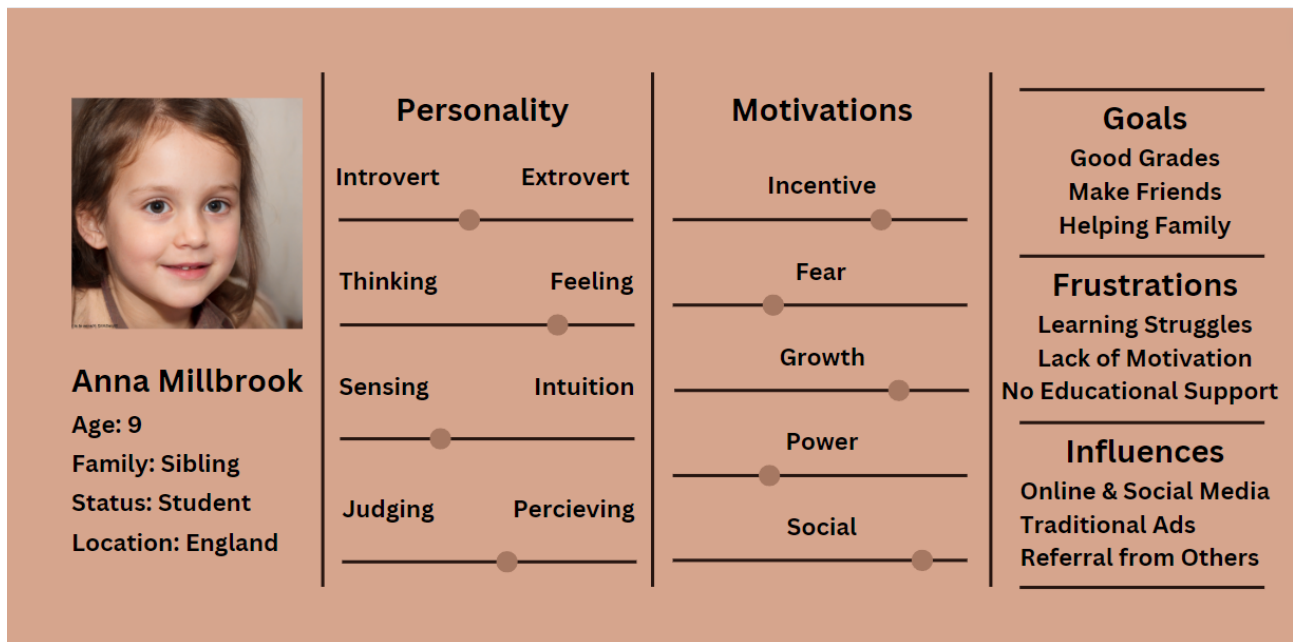 Anna Millbrook
Age: 9
Family: Sibling
Status: Student
Location: England
Personality
Introvert Extrovert
Thinking Feeling
Sensing Intuition
Judging Percieving
Motivations
Incentive
Fear
Growth
Power
Social
Goals
Good Grades
Make Friends
Helping Family
Frustrations
Learning Struggles
Lack of Motivation
No Educational Support
Influences
Online & Social Media
Traditional Ads
Referral from Others